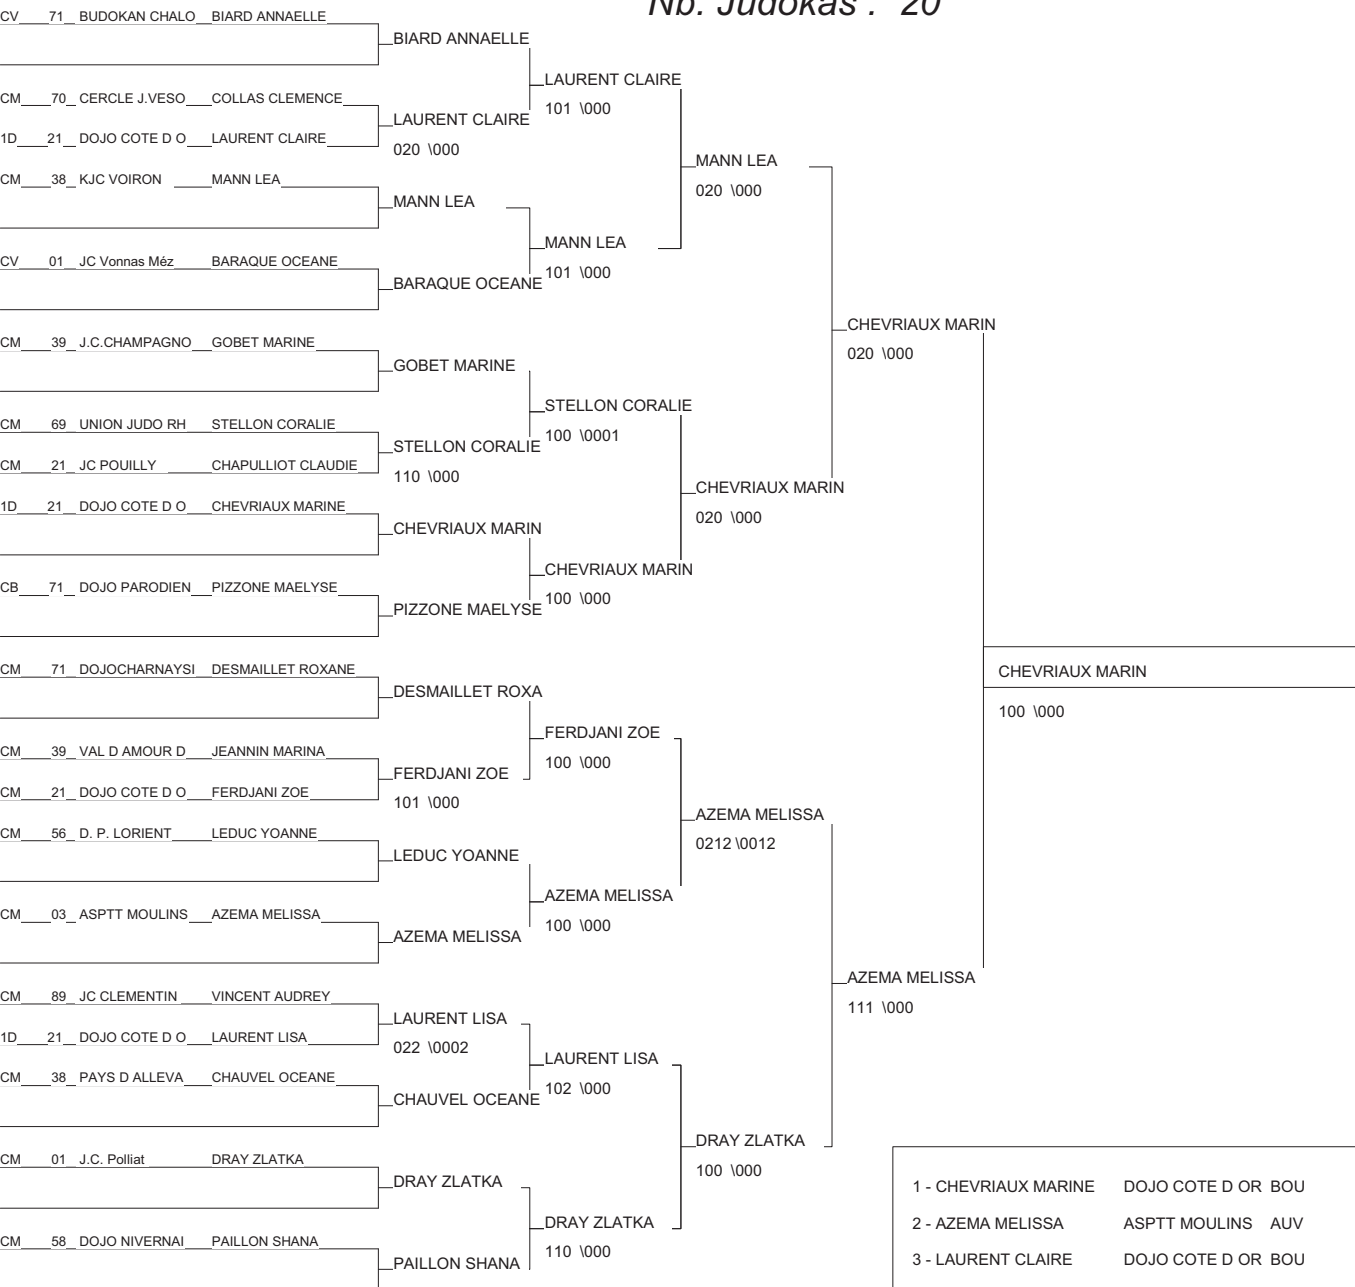 Nb. Judokas : 20
CV 71 BUDOKAN CHALO BIARD ANNAELLE
BIARD ANNAELLE
LAURENT CLAIRE
101 \000
CM 70 CERCLE J.VESO COLLAS CLEMENCE
LAURENT CLAIRE
020 \000
1D 21 DOJO COTE D O LAURENT CLAIRE
MANN LEA
020 \000
CM 38 KJC VOIRON MANN LEA
MANN LEA
MANN LEA
101 \000
CV 01 JC Vonnas Méz BARAQUE OCEANE
BARAQUE OCEANE
CHEVRIAUX MARIN
020 \000
CM 39 J.C.CHAMPAGNO GOBET MARINE
GOBET MARINE
STELLON CORALIE
100 \0001
CM 69 UNION JUDO RH STELLON CORALIE
STELLON CORALIE
110 \000
CM 21 JC POUILLY CHAPULLIOT CLAUDIE
CHEVRIAUX MARIN
020 \000
1D 21 DOJO COTE D O CHEVRIAUX MARINE
CHEVRIAUX MARIN
CHEVRIAUX MARIN
100 \000
CB 71 DOJO PARODIEN PIZZONE MAELYSE
PIZZONE MAELYSE
CM 71 DOJOCHARNAYSI DESMAILLET ROXANE
CHEVRIAUX MARIN
100 \000
DESMAILLET ROXA
FERDJANI ZOE
100 \000
CM 39 VAL D AMOUR D JEANNIN MARINA
FERDJANI ZOE
101 \000
CM 21 DOJO COTE D O FERDJANI ZOE
AZEMA MELISSA
0212 \0012
CM 56 D. P. LORIENT LEDUC YOANNE
LEDUC YOANNE
AZEMA MELISSA
100 \000
CM 03 ASPTT MOULINS AZEMA MELISSA
AZEMA MELISSA
AZEMA MELISSA
111 \000
CM 89 JC CLEMENTIN VINCENT AUDREY
LAURENT LISA
022 \0002
1D 21 DOJO COTE D O LAURENT LISA
LAURENT LISA
102 \000
CM 38 PAYS D ALLEVA CHAUVEL OCEANE
CHAUVEL OCEANE
DRAY ZLATKA
100 \000
CM 01 J.C. Polliat DRAY ZLATKA
DRAY ZLATKA
DRAY ZLATKA
110 \000
CM 58 DOJO NIVERNAI PAILLON SHANA
PAILLON SHANA
1 - CHEVRIAUX MARINE DOJO COTE D OR BOU
2 - AZEMA MELISSA ASPTT MOULINS AUV
3 - LAURENT CLAIRE DOJO COTE D OR BOU